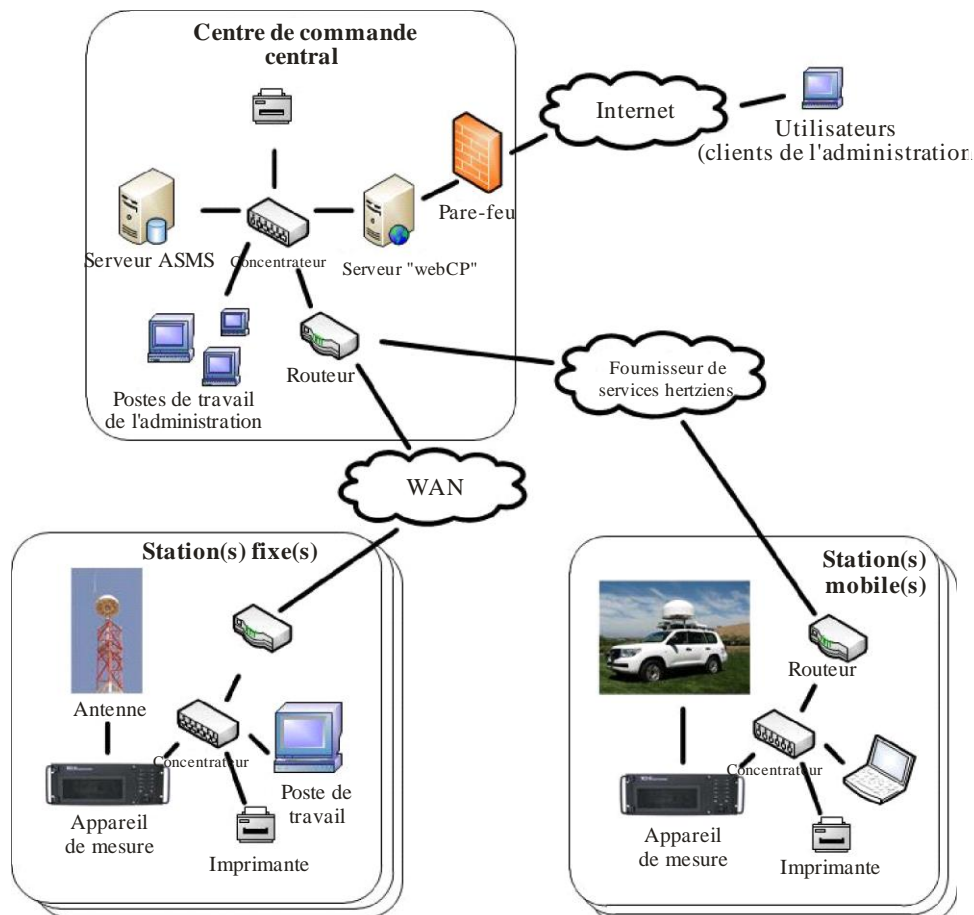 Centre de commande
central
Internet
Utilisateurs
(clients de l'administration
Pare-feu
Serveur ASMS
Concentrateur
Serveur "webCP"
Routeur
Postes de travail
de l'administration
Fournisseur de
services hertziens
WAN
Station(s) fixe(s)
Antenne
Concentrateur
Appareil
de mesure
Poste de
travail
Imprimante
Station(s)
mobile(s)
Routeur
Concentrateur
Appareil
de mesure
Imprimante